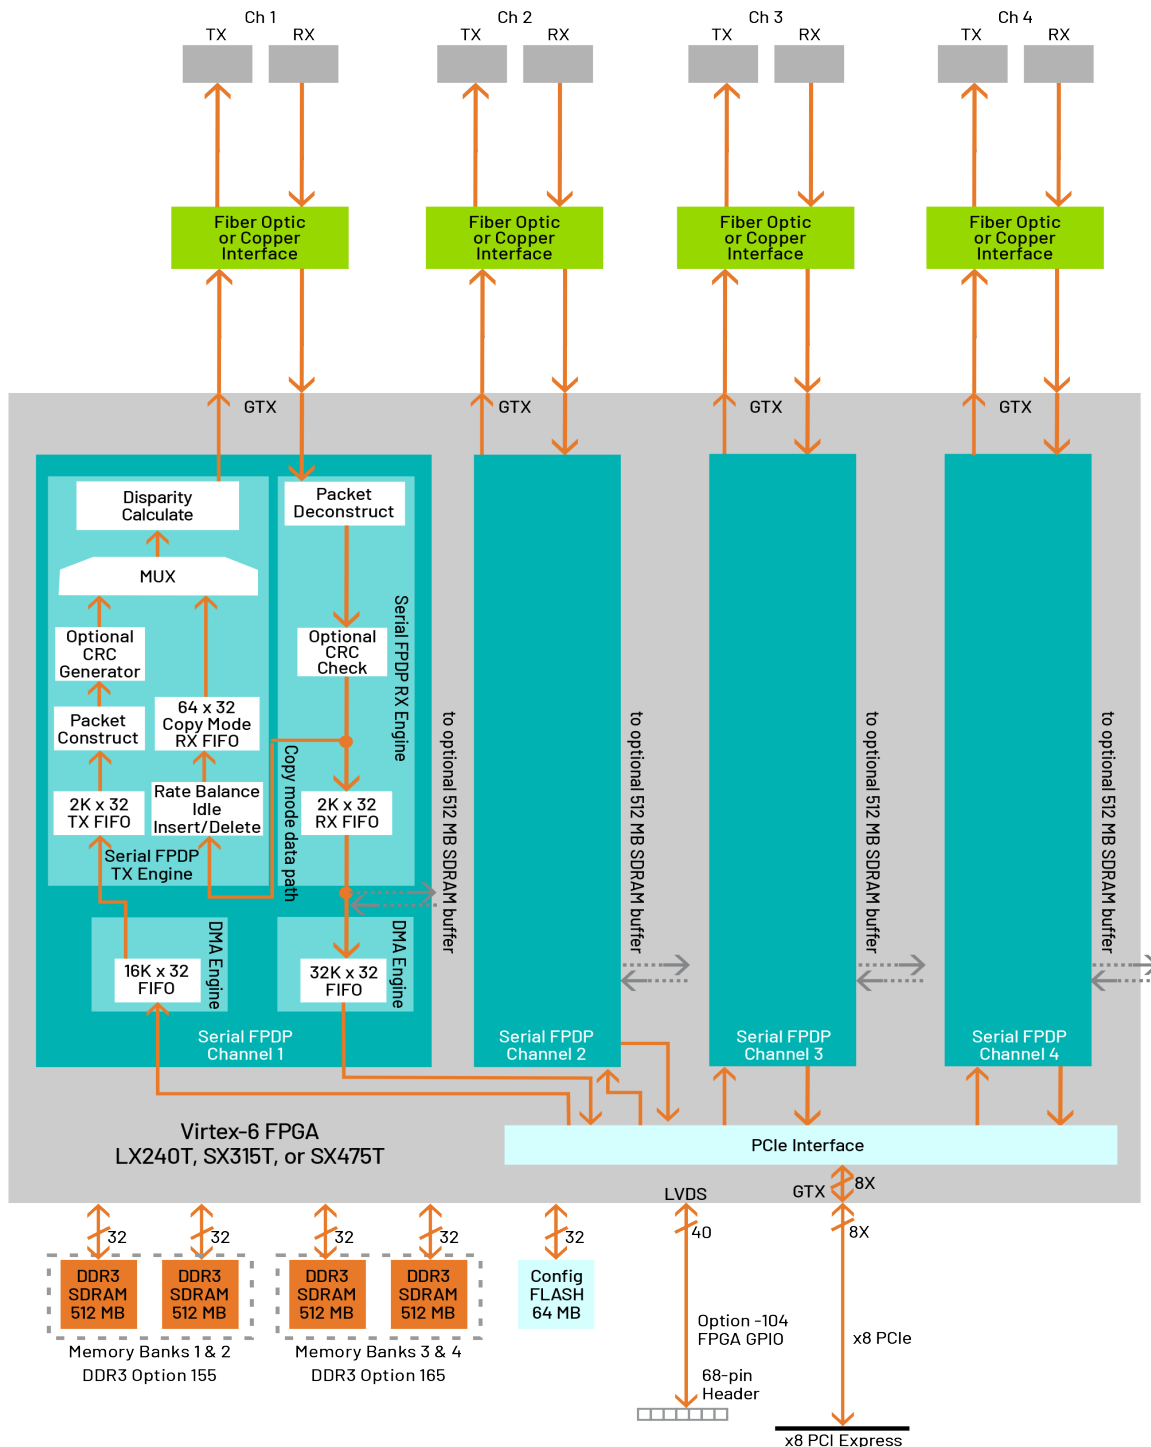 Ch 1
Ch 2
Ch 3
Ch 4
TX
RX
TX
RX
TX
RX
TX
RX
Fiber Optic
or Copper
Interface
Fiber Optic
or Copper
Interface
Fiber Optic
or Copper
Interface
Fiber Optic
or Copper
Interface
GTX
GTX
GTX
GTX
Disparity
Calculate
MUX
Optional
CRC
Generator
Packet
Construct
2K x 32
TX FIFO
64 x 32
Copy Mode
RX FIFO
Rate Balance
Idle
Insert/Delete
Serial FPDP
TX Engine
Packet
Deconstruct
Optional
CRC
Check
2K x 32
RX FIFO
Serial FPDP RX Engine
Copy mode data path
to optional 512 MB SDRAM buffer
to optional 512 MB SDRAM buffer
to optional 512 MB SDRAM buffer
to optional 512 MB SDRAM buffer
16K x 32
FIFO
DMA Engine
32K x 32
FIFO
DMA Engine
Serial FPDP
Channel 1
Serial FPDP
Channel 2
Serial FPDP
Channel 3
Serial FPDP
Channel 4
Virtex-6 FPGA
LX240T, SX315T, or SX475T
PCIe Interface
8X
GTX
LVDS
32
32
32
32
32
40
8X
DDR3
SDRAM
512 MB
DDR3
SDRAM
512 MB
DDR3
SDRAM
512 MB
DDR3
SDRAM
512 MB
Config
FLASH
64 MB
Memory Banks 1 & 2
DDR3 Option 155
Memory Banks 3 & 4
DDR3 Option 165
Option -104
FPGA GPIO
68-pin
Header
x8 PCIe
x8 PCI Express